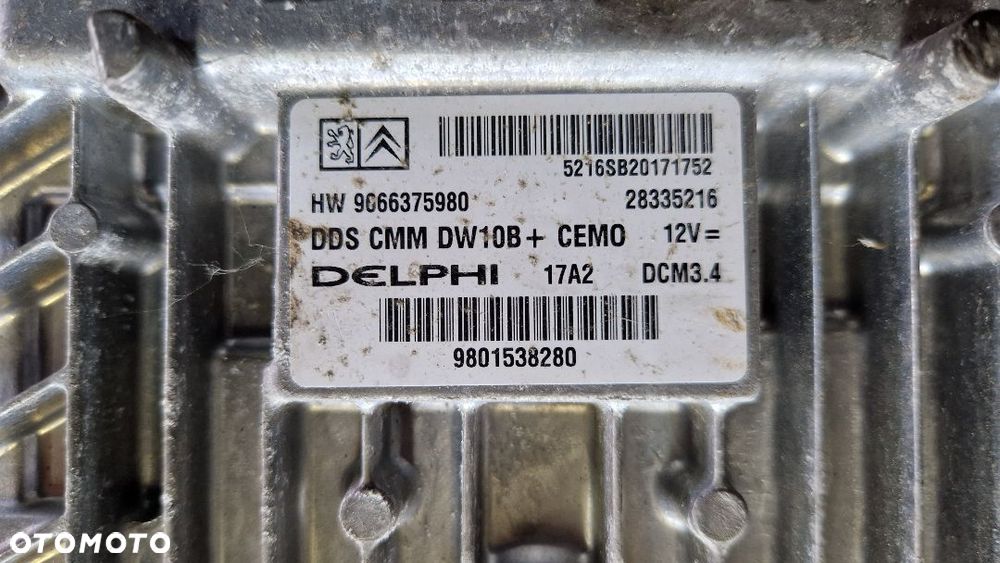 5216SB20171752
HW 9666375980 28335216
DDS CMM DW10B+ CEMO 12V=
DELPHI 17A2 DCM3.4
9801538280
OTOMOTO